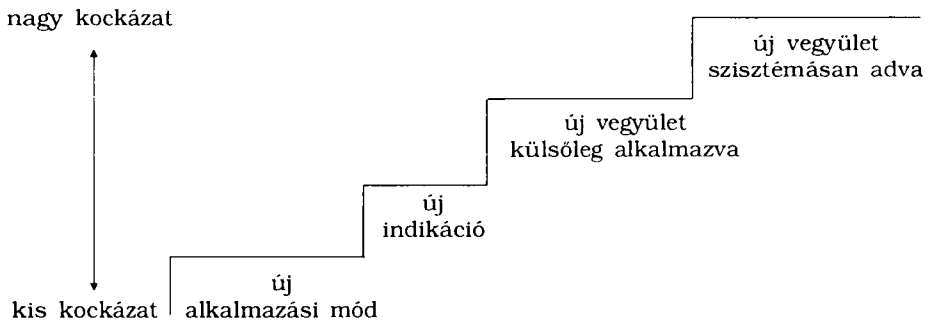 nagy kockázat
új vegyület
szisztémásan adva
új vegyület
külsőleg alkalmazva
új
indikáció
új
alkalmazási mód
kis kockázat